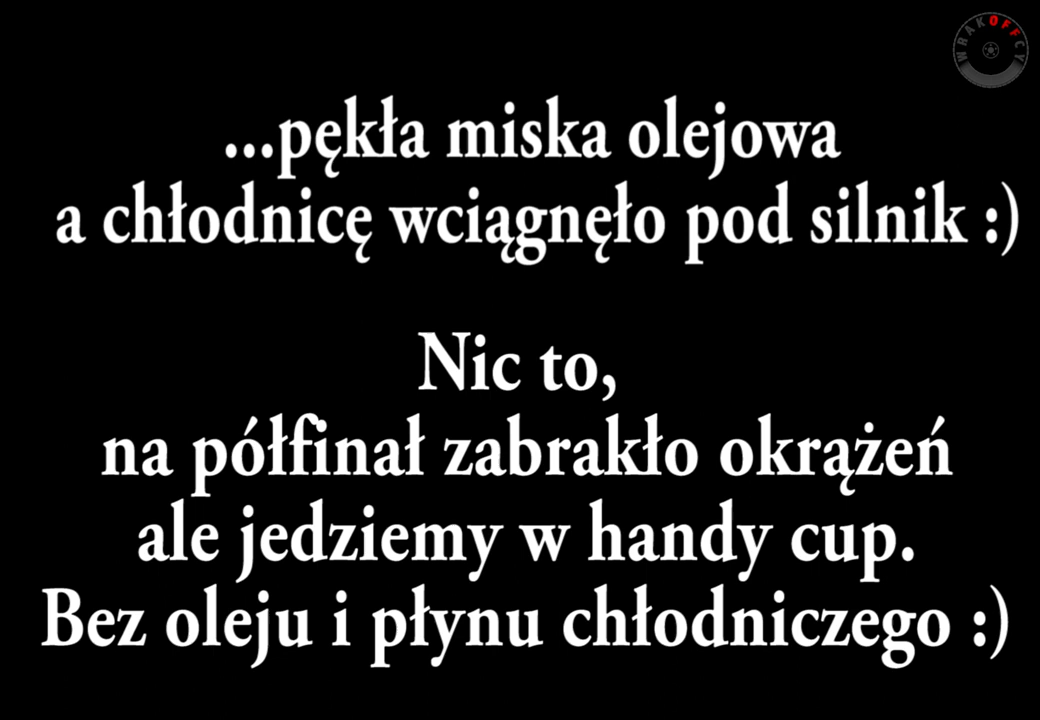 WRAKOFFCY
...pękła miska olejowa
a chłodnicę wciągnęło pod silnik :)
Nic to,
na półfinał zabrakło okrążeń
ale jedziemy w handy cup.
Bez oleju i płynu chłodniczego :)